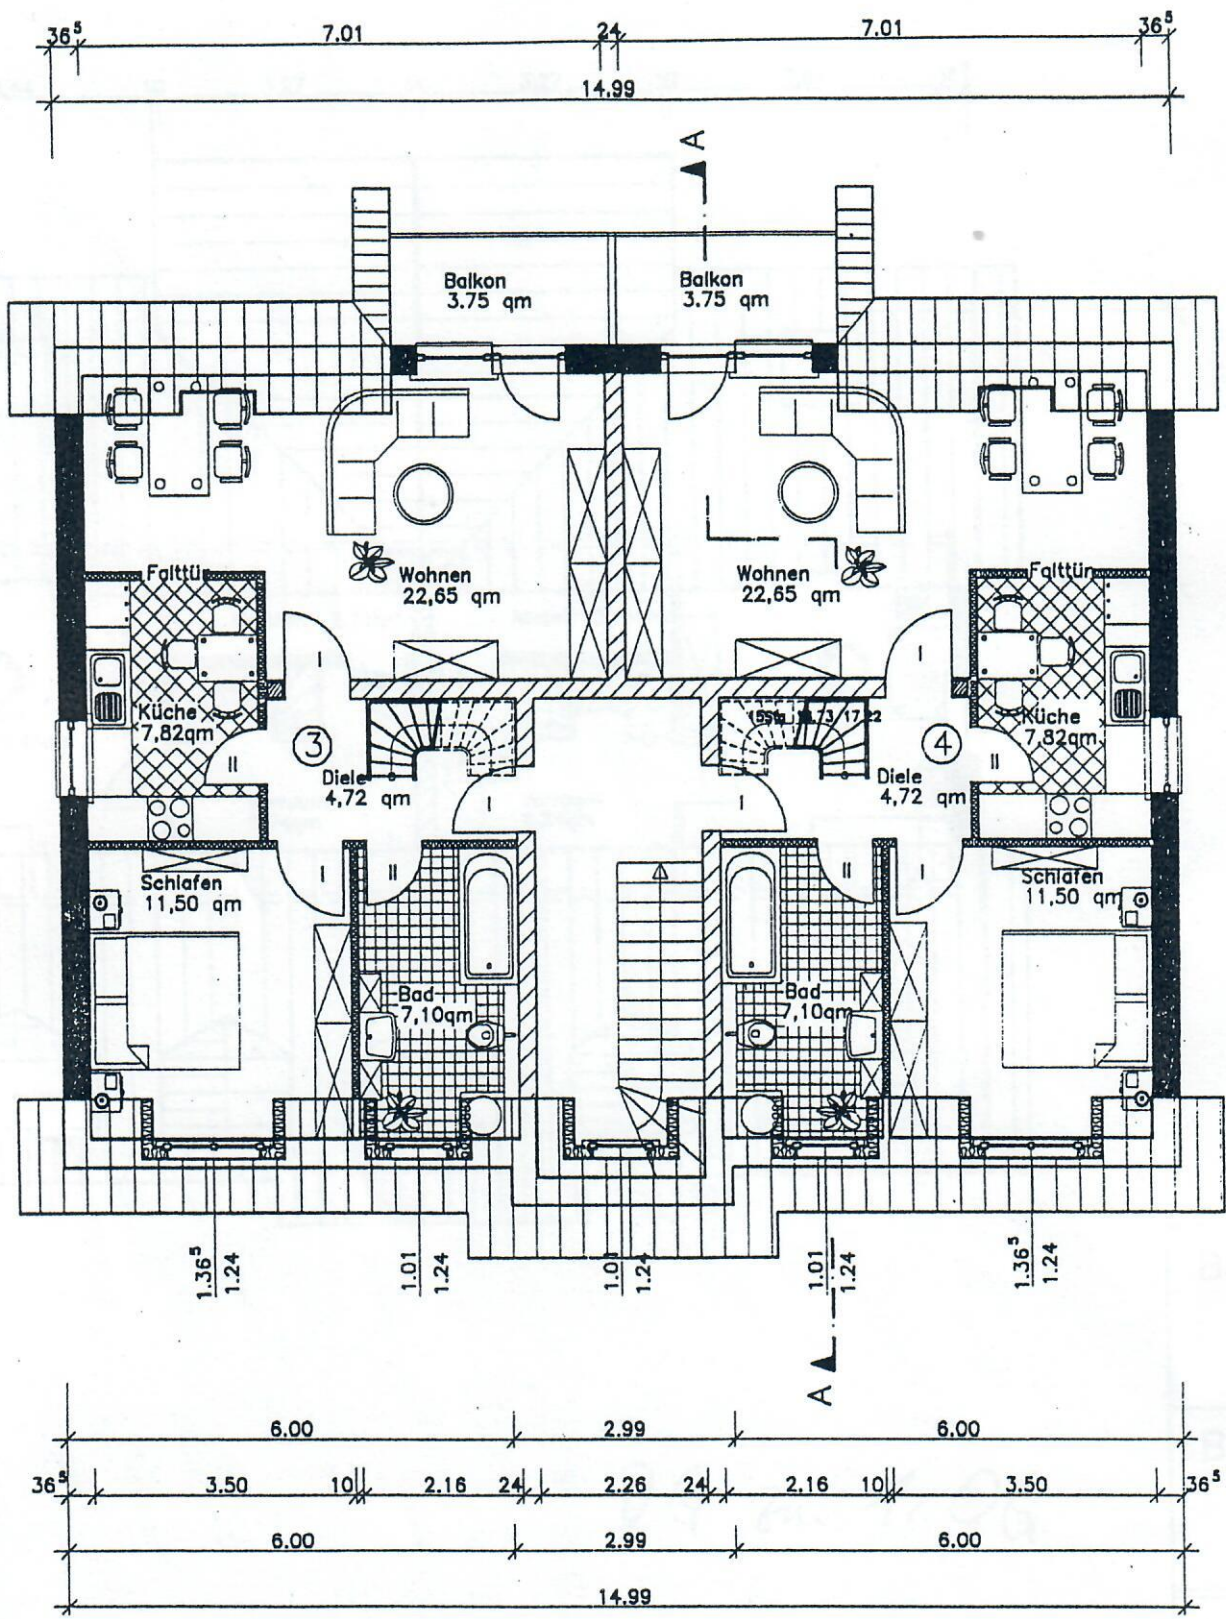 36⁵ 7.01 24 7.01 36⁵
14.99
A
Balkon
3.75 qm
Balkon
3.75 qm
Falttür
Wohnen
22,65 qm
Wohnen
22,65 qm
Falttür
I
I
Küche
7,82qm
3
II
Diele
4,72 qm
I
I
4
Diele
4,72 qm
II
Küche
7,82qm
Schlafen
11,50 qm
I
II
II
I
Schlafen
11,50 qm
Bad
7,10qm
Bad
7,10qm
1.36⁵
1.24
1.01
1.24
1.01
1.24
1.01
1.24
1.36⁵
1.24
A
6.00 2.99 6.00
36⁵ 3.50 10 2.16 24 2.26 24 2.16 10 3.50 36⁵
6.00 2.99 6.00
14.99